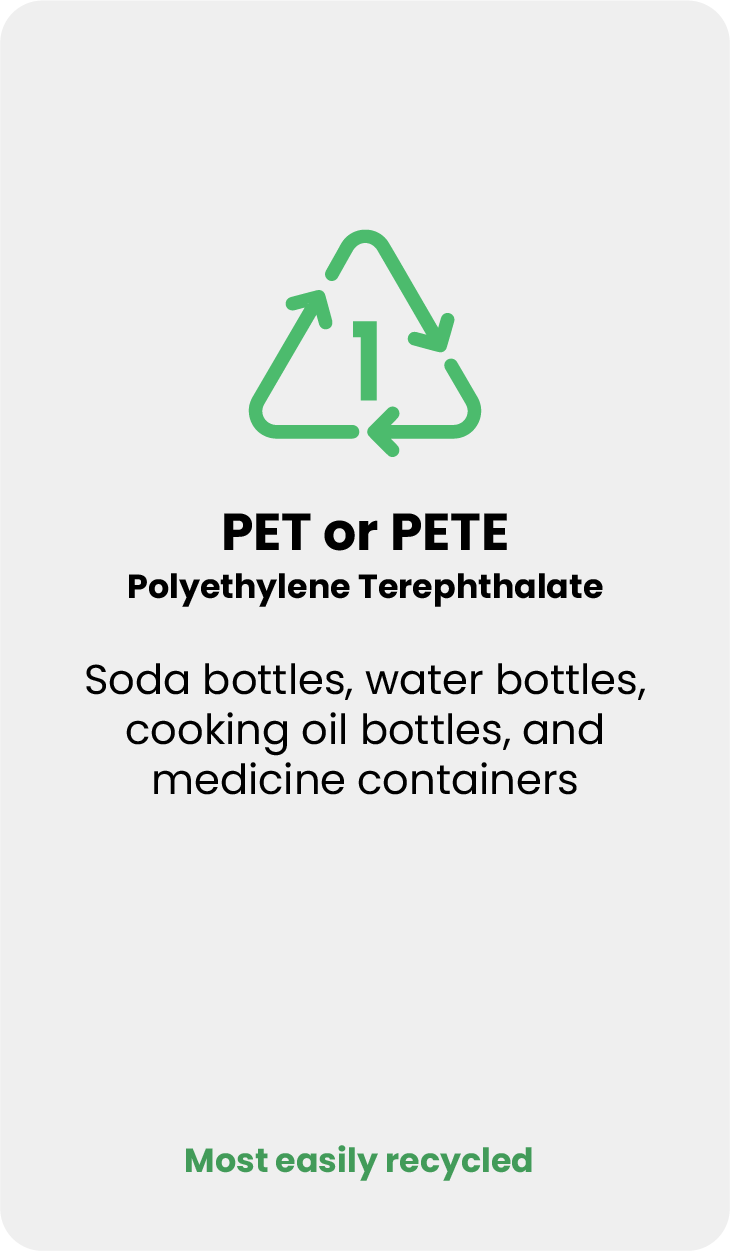 1
PET or PETE
Polyethylene Terephthalate
Soda bottles, water bottles,
cooking oil bottles, and
medicine containers
Most easily recycled